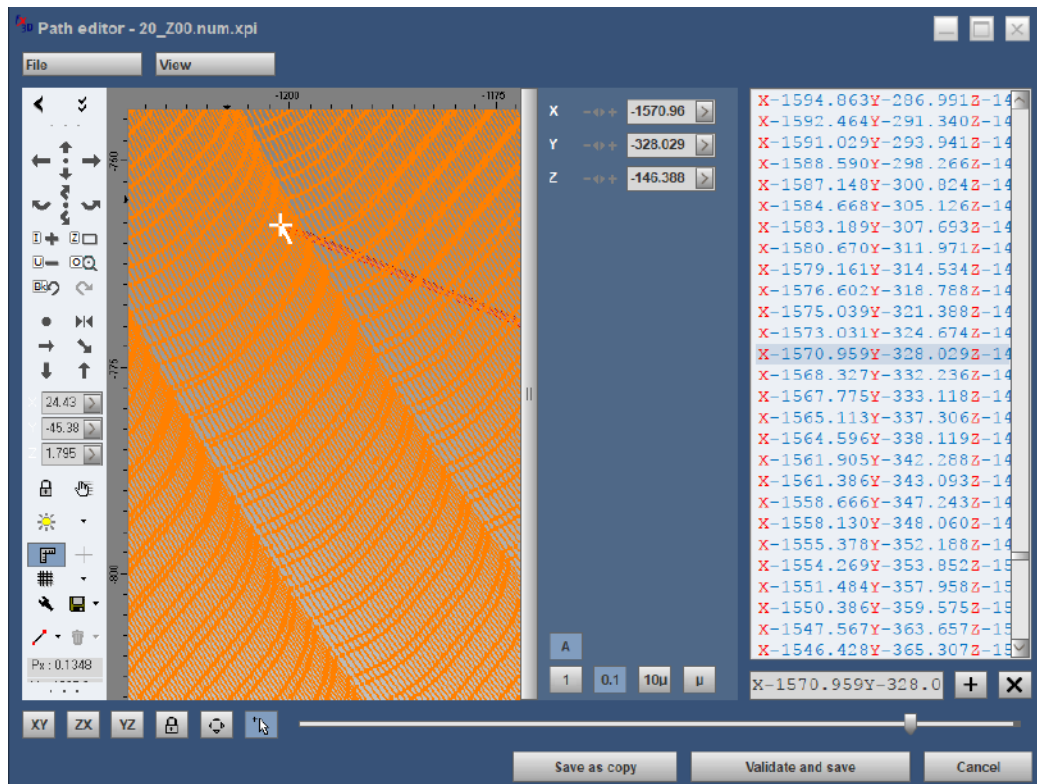 Path editor - 20_Z00.num.xpi
File
View
-1200
-1175
-750
-775
-800
24.43
-45.38
1.795
Px : 0.1348
X
-1570.96
Y
-328.029
Z
-146.388
A
1
0.1
10µ
µ
X-1594.863Y-286.991Z-14
X-1592.464Y-291.340Z-14
X-1591.029Y-293.941Z-14
X-1588.590Y-298.266Z-14
X-1587.148Y-300.824Z-14
X-1584.668Y-305.126Z-14
X-1583.189Y-307.693Z-14
X-1580.670Y-311.971Z-14
X-1579.161Y-314.534Z-14
X-1576.602Y-318.788Z-14
X-1575.039Y-321.388Z-14
X-1573.031Y-324.674Z-14
X-1570.959Y-328.029Z-14
X-1568.327Y-332.236Z-14
X-1567.775Y-333.118Z-14
X-1565.113Y-337.306Z-14
X-1564.596Y-338.119Z-14
X-1561.905Y-342.288Z-14
X-1561.386Y-343.093Z-14
X-1558.666Y-347.243Z-14
X-1558.130Y-348.060Z-14
X-1555.378Y-352.188Z-14
X-1554.269Y-353.852Z-15
X-1551.484Y-357.958Z-15
X-1550.386Y-359.575Z-15
X-1547.567Y-363.657Z-15
X-1546.428Y-365.307Z-15
X-1570.959Y-328.0
XY
ZX
YZ
Save as copy
Validate and save
Cancel